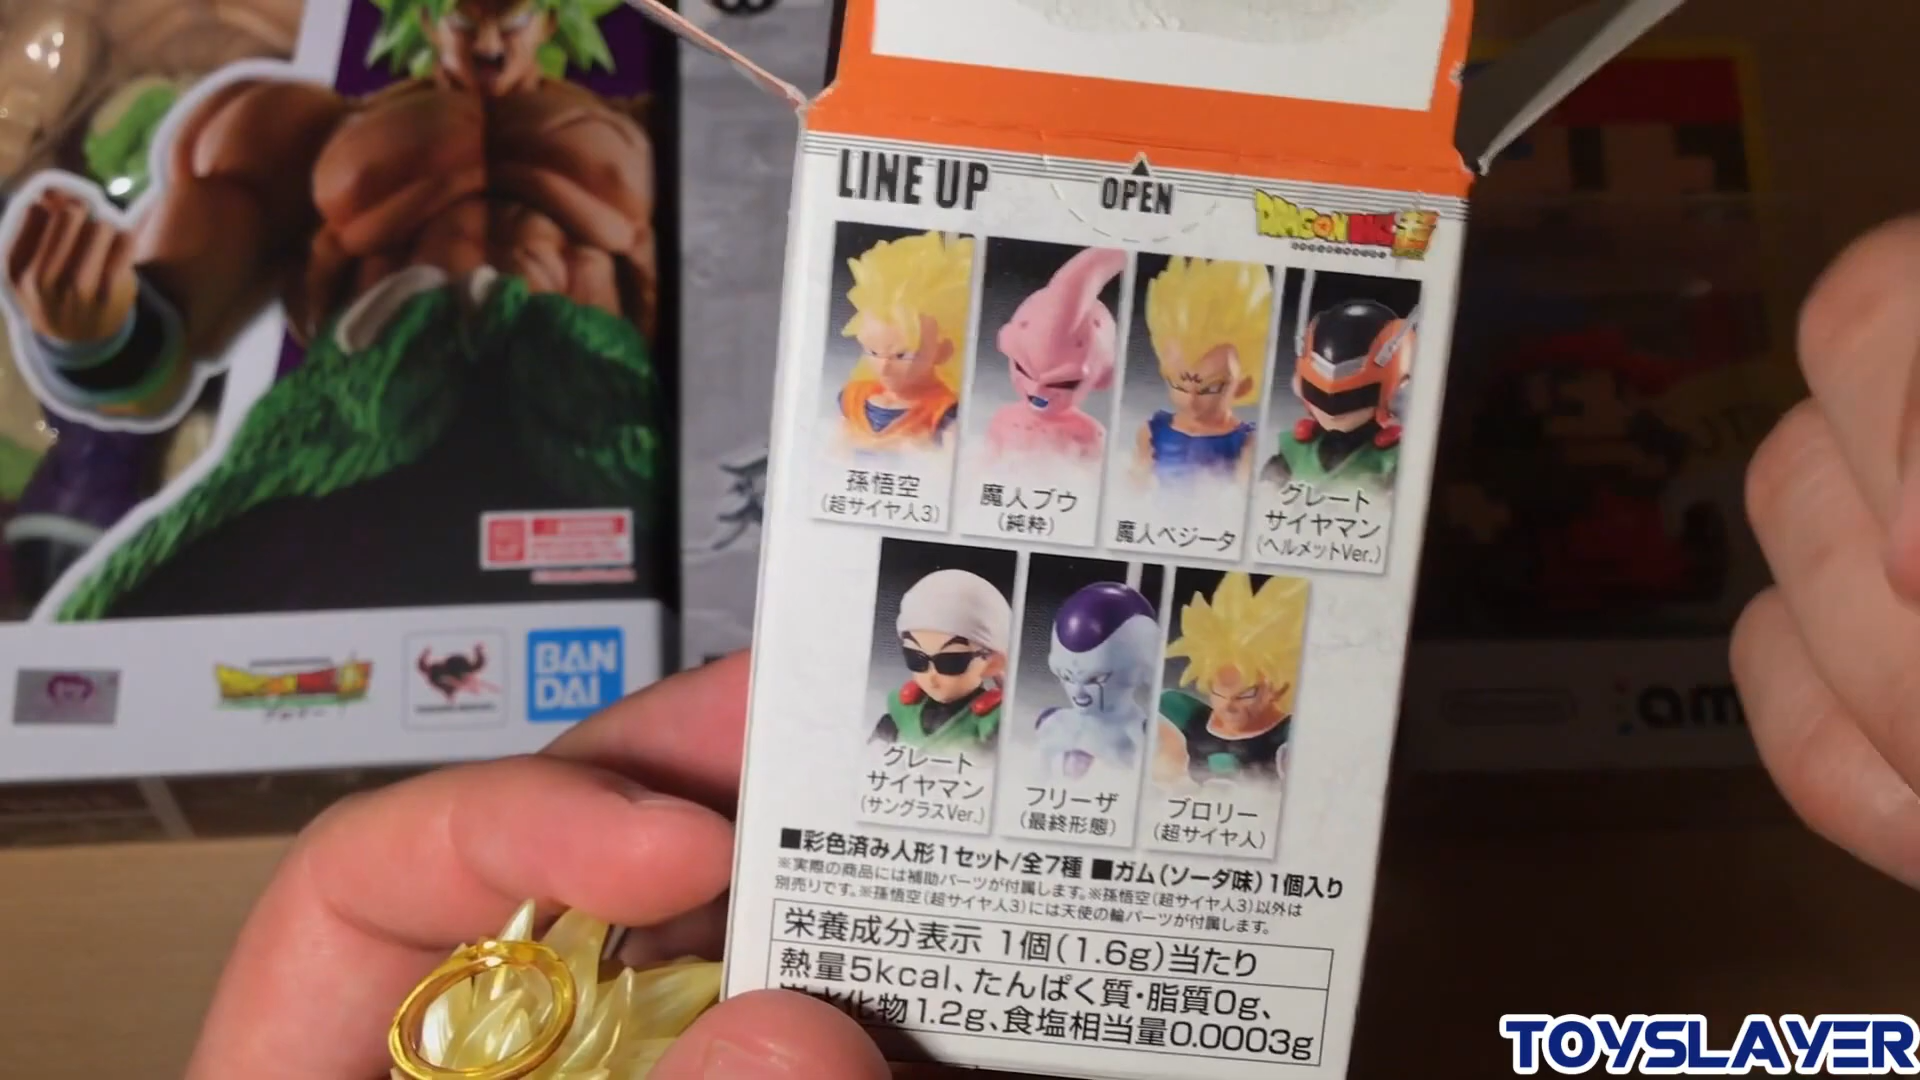 LINE UP
OPEN
DRAGON BALL 超
孫悟空
(超サイヤ人3)
魔人ブウ
(純粋)
魔人ベジータ
グレート
サイヤマン
(ヘルメットVer.)
グレート
サイヤマン
(サングラスVer.)
フリーザ
(最終形態)
ブロリー
(超サイヤ人)
■彩色済み人形1セット/全7種 ■ガム(ソーダ味)1個入り
※実際の商品には補助パーツが付属します。※孫悟空(超サイヤ人3)以外は
別売りです。※孫悟空(超サイヤ人3)には天使の輪パーツが付属します。
栄養成分表示 1個(1.6g)当たり
熱量5kcal、たんぱく質・脂質0g、
炭水化物1.2g、食塩相当量0.0003g
BAN
DAI
TOYSLAYER